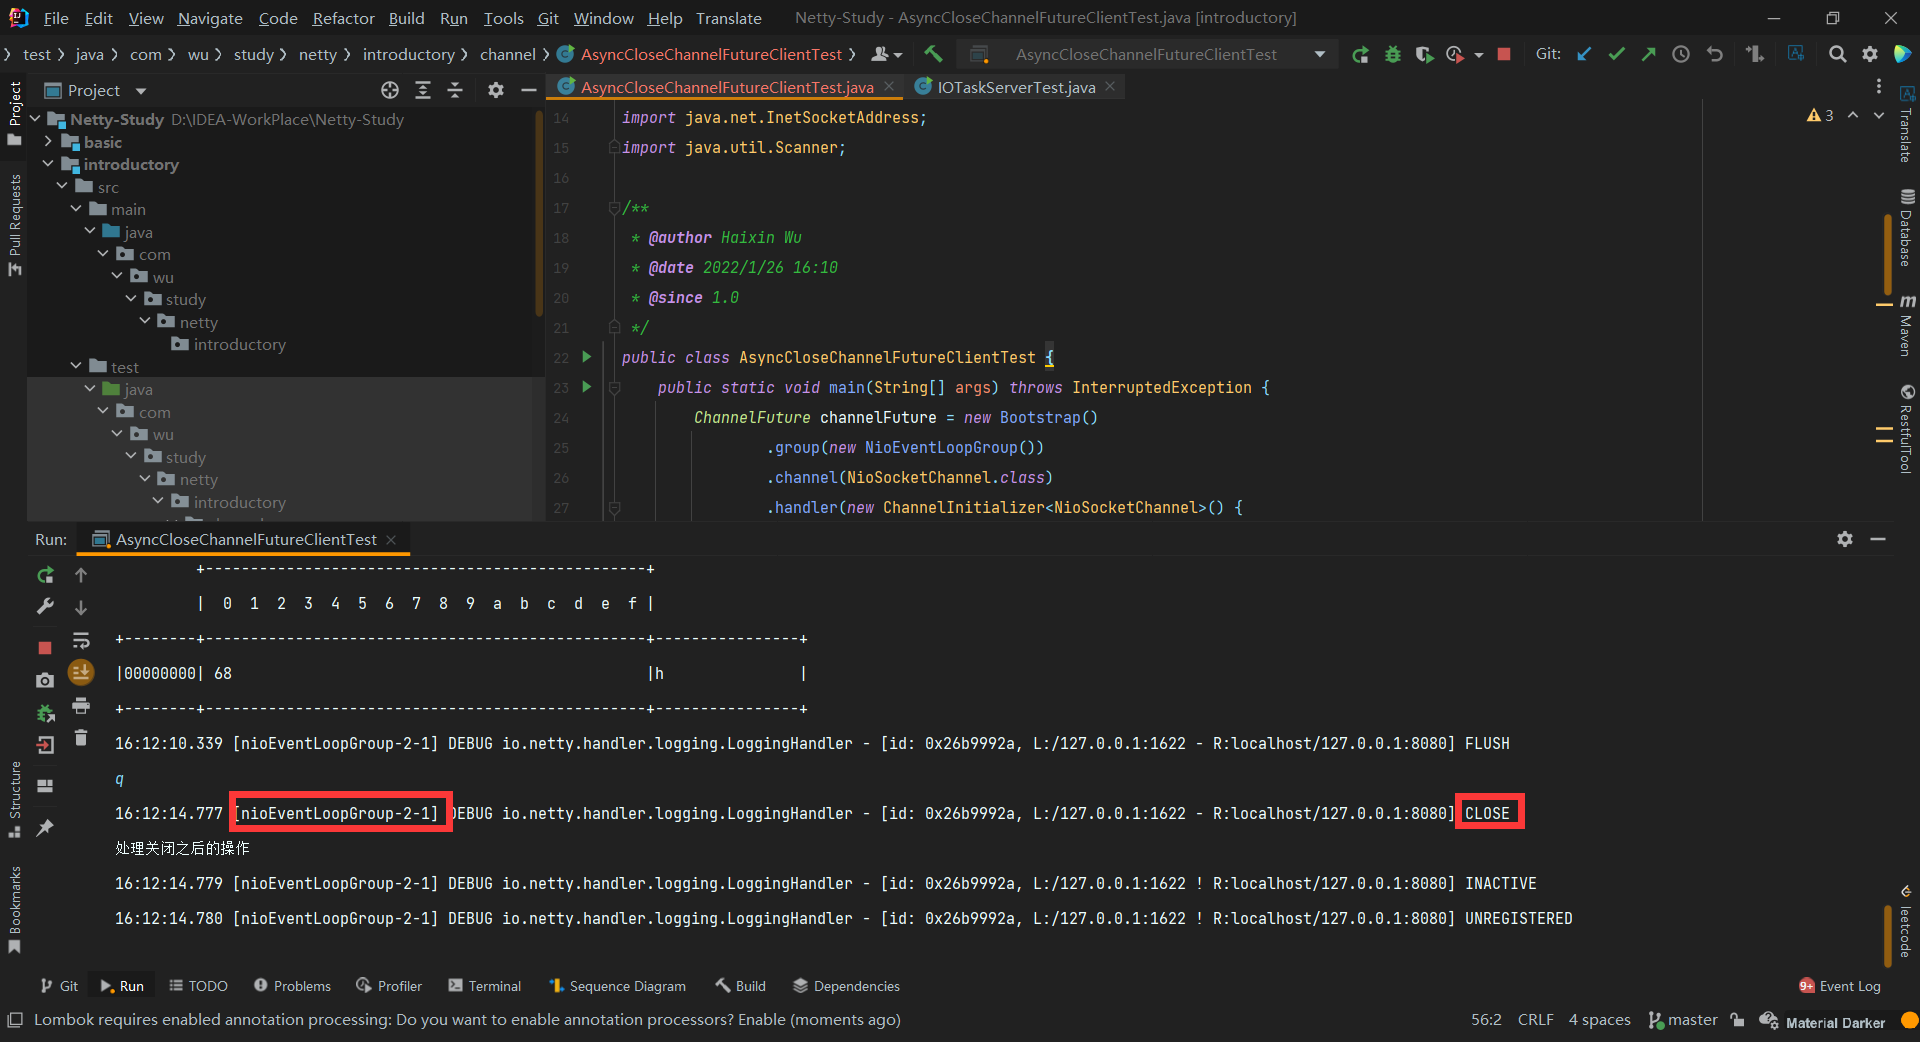 File Edit View Navigate Code Refactor Build Run Tools Git Window Help Translate Netty-Study - AsyncCloseChannelFutureClientTest.java [introductory]
test java com wu study netty introductory channel AsyncCloseChannelFutureClientTest AsyncCloseChannelFutureClientTest Git:
Project
AsyncCloseChannelFutureClientTest.java IOTaskServerTest.java
Netty-Study D:\IDEA-WorkPlace\Netty-Study
basic
introductory
src
main
java
com
wu
study
netty
introductory
test
java
com
wu
study
netty
introductory
3
14 import java.net.InetSocketAddress;
15 import java.util.Scanner;
16
17 /**
18 * @author Haixin Wu
19 * @date 2022/1/26 16:10
20 * @since 1.0
21 */
22 public class AsyncCloseChannelFutureClientTest {
23 public static void main(String[] args) throws InterruptedException {
24 ChannelFuture channelFuture = new Bootstrap()
25 .group(new NioEventLoopGroup())
26 .channel(NioSocketChannel.class)
27 .handler(new ChannelInitializer<NioSocketChannel>() {
Project
Pull Requests
Structure
Bookmarks
Translate
Database
Maven
RestfulTool
leetcode
Run: AsyncCloseChannelFutureClientTest
+-------------------------------------------------+
| 0 1 2 3 4 5 6 7 8 9 a b c d e f |
+--------+-------------------------------------------------+----------------+
|00000000| 68 |h |
+--------+-------------------------------------------------+----------------+
16:12:10.339 [nioEventLoopGroup-2-1] DEBUG io.netty.handler.logging.LoggingHandler - [id: 0x26b9992a, L:/127.0.0.1:1622 - R:localhost/127.0.0.1:8080] FLUSH
q
16:12:14.777 [nioEventLoopGroup-2-1] DEBUG io.netty.handler.logging.LoggingHandler - [id: 0x26b9992a, L:/127.0.0.1:1622 - R:localhost/127.0.0.1:8080] CLOSE
处理关闭之后的操作
16:12:14.779 [nioEventLoopGroup-2-1] DEBUG io.netty.handler.logging.LoggingHandler - [id: 0x26b9992a, L:/127.0.0.1:1622 ! R:localhost/127.0.0.1:8080] INACTIVE
16:12:14.780 [nioEventLoopGroup-2-1] DEBUG io.netty.handler.logging.LoggingHandler - [id: 0x26b9992a, L:/127.0.0.1:1622 ! R:localhost/127.0.0.1:8080] UNREGISTERED
Git Run TODO Problems Profiler Terminal Sequence Diagram Build Dependencies 9+ Event Log
Lombok requires enabled annotation processing: Do you want to enable annotation processors? Enable (moments ago) 56:2 CRLF 4 spaces master Material Darker